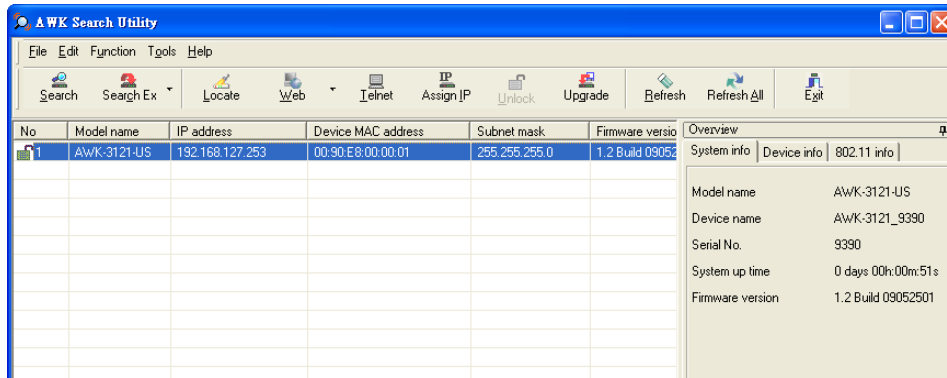 AWK Search Utility
File Edit Function Tools Help
Search Search Ex Locate Web Telnet IP Assign IP Unlock Upgrade Refresh Refresh All Exit
No Model name IP address Device MAC address Subnet mask Firmware versio
1 AWK-3121-US 192.168.127.253 00:90:E8:00:00:01 255.255.255.0 1.2 Build 09052
Overview
System info Device info 802.11 info
Model name AWK-3121-US
Device name AWK-3121_9390
Serial No. 9390
System up time 0 days 00h:00m:51s
Firmware version 1.2 Build 09052501